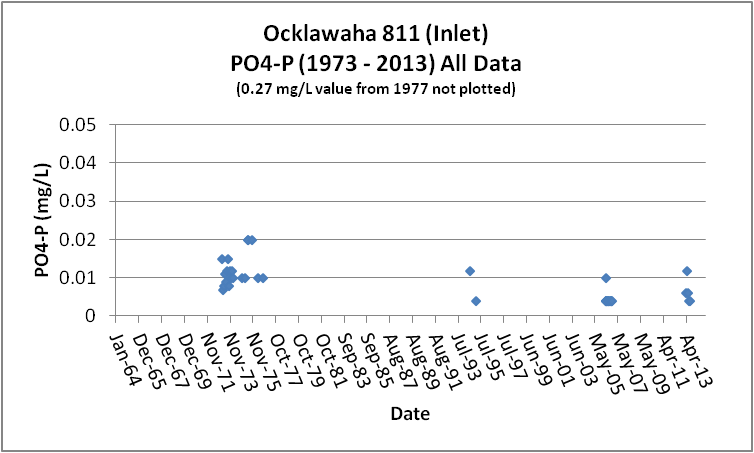 Ocklawaha 811 (Inlet)
PO4-P (1973 - 2013) All Data
(0.27 mg/L value from 1977 not plotted)
PO4-P (mg/L)
0.05
0.04
0.03
0.02
0.01
0
Jan-64
Dec-65
Dec-67
Dec-69
Nov-71
Nov-73
Nov-75
Oct-77
Oct-79
Oct-81
Sep-83
Sep-85
Aug-87
Aug-89
Aug-91
Jul-93
Jul-95
Jul-97
Jun-99
Jun-01
Jun-03
May-05
May-07
May-09
Apr-11
Apr-13
Date